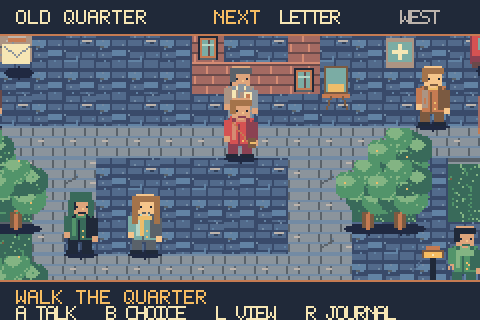 OLD QUARTER NEXT LETTER WEST
WALK THE QUARTER
A TALK B CHOICE L VIEW R JOURNAL